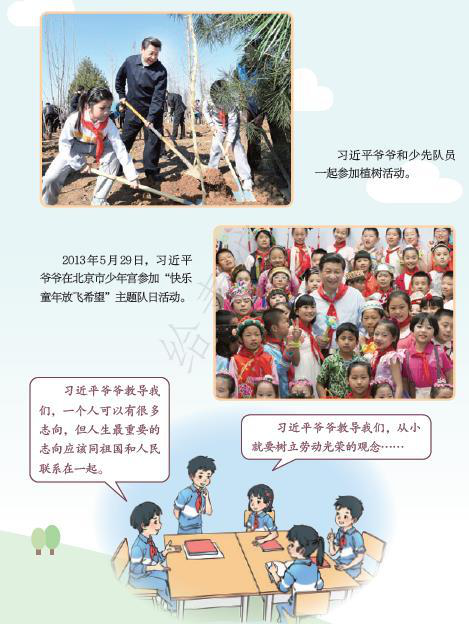 习近平爷爷和少先队员
一起参加植树活动。
2013年5月29日，习近平
爷爷在北京市少年宫参加“快乐
童年放飞希望”主题队日活动。
习近平爷爷教导我
们，一个人可以有很多
志向，但人生最重要的
志向应该同祖国和人民
联系在一起。
习近平爷爷教导我们，从小
就要树立劳动光荣的观念……